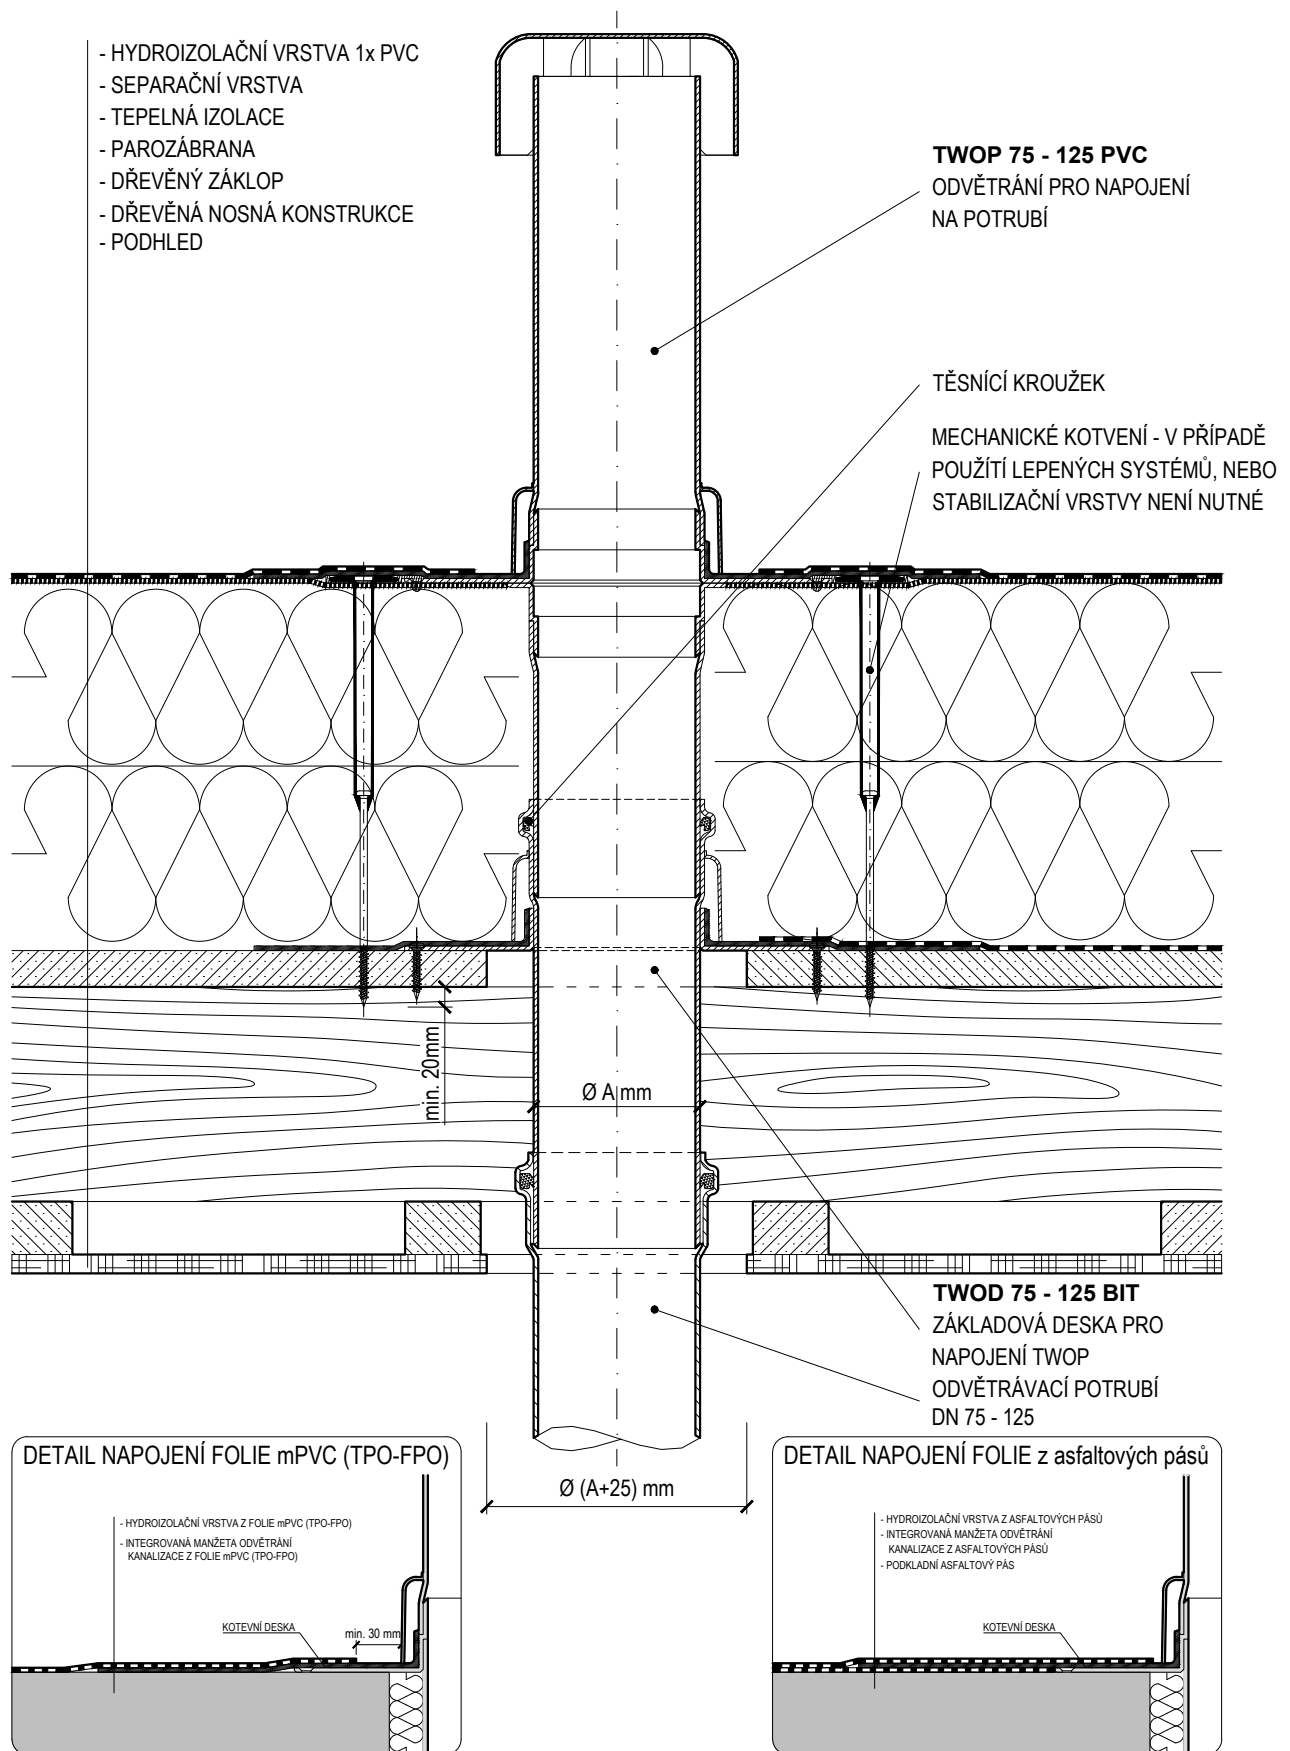 - HYDROIZOLAČNÍ VRSTVA 1x PVC
- SEPARAČNÍ VRSTVA
- TEPELNÁ IZOLACE
- PAROZÁBRANA
- DŘEVĚNÝ ZÁKLOP
- DŘEVĚNÁ NOSNÁ KONSTRUKCE
- PODHLED
TWOP 75 - 125 PVC
ODVĚTRÁNÍ PRO NAPOJENÍ
NA POTRUBÍ
TĚSNÍCÍ KROUŽEK
MECHANICKÉ KOTVENÍ - V PŘÍPADĚ
POUŽÍTÍ LEPENÝCH SYSTÉMŮ, NEBO
STABILIZAČNÍ VRSTVY NENÍ NUTNÉ
min. 20mm
Ø A mm
TWOD 75 - 125 BIT
ZÁKLADOVÁ DESKA PRO
NAPOJENÍ TWOP
ODVĚTRÁVACÍ POTRUBÍ
DN 75 - 125
Ø (A+25) mm
DETAIL NAPOJENÍ FOLIE mPVC (TPO-FPO)
- HYDROIZOLAČNÍ VRSTVA Z FOLIE mPVC (TPO-FPO)
- INTEGROVANÁ MANŽETA ODVĚTRÁNÍ
KANALIZACE Z FOLIE mPVC (TPO-FPO)
KOTEVNÍ DESKA
min. 30 mm
DETAIL NAPOJENÍ FOLIE z asfaltových pásů
- HYDROIZOLAČNÍ VRSTVA Z ASFALTOVÝCH PÁSŮ
- INTEGROVANÁ MANŽETA ODVĚTRÁNÍ
KANALIZACE Z ASFALTOVÝCH PÁSŮ
- PODKLADNÍ ASFALTOVÝ PÁS
KOTEVNÍ DESKA